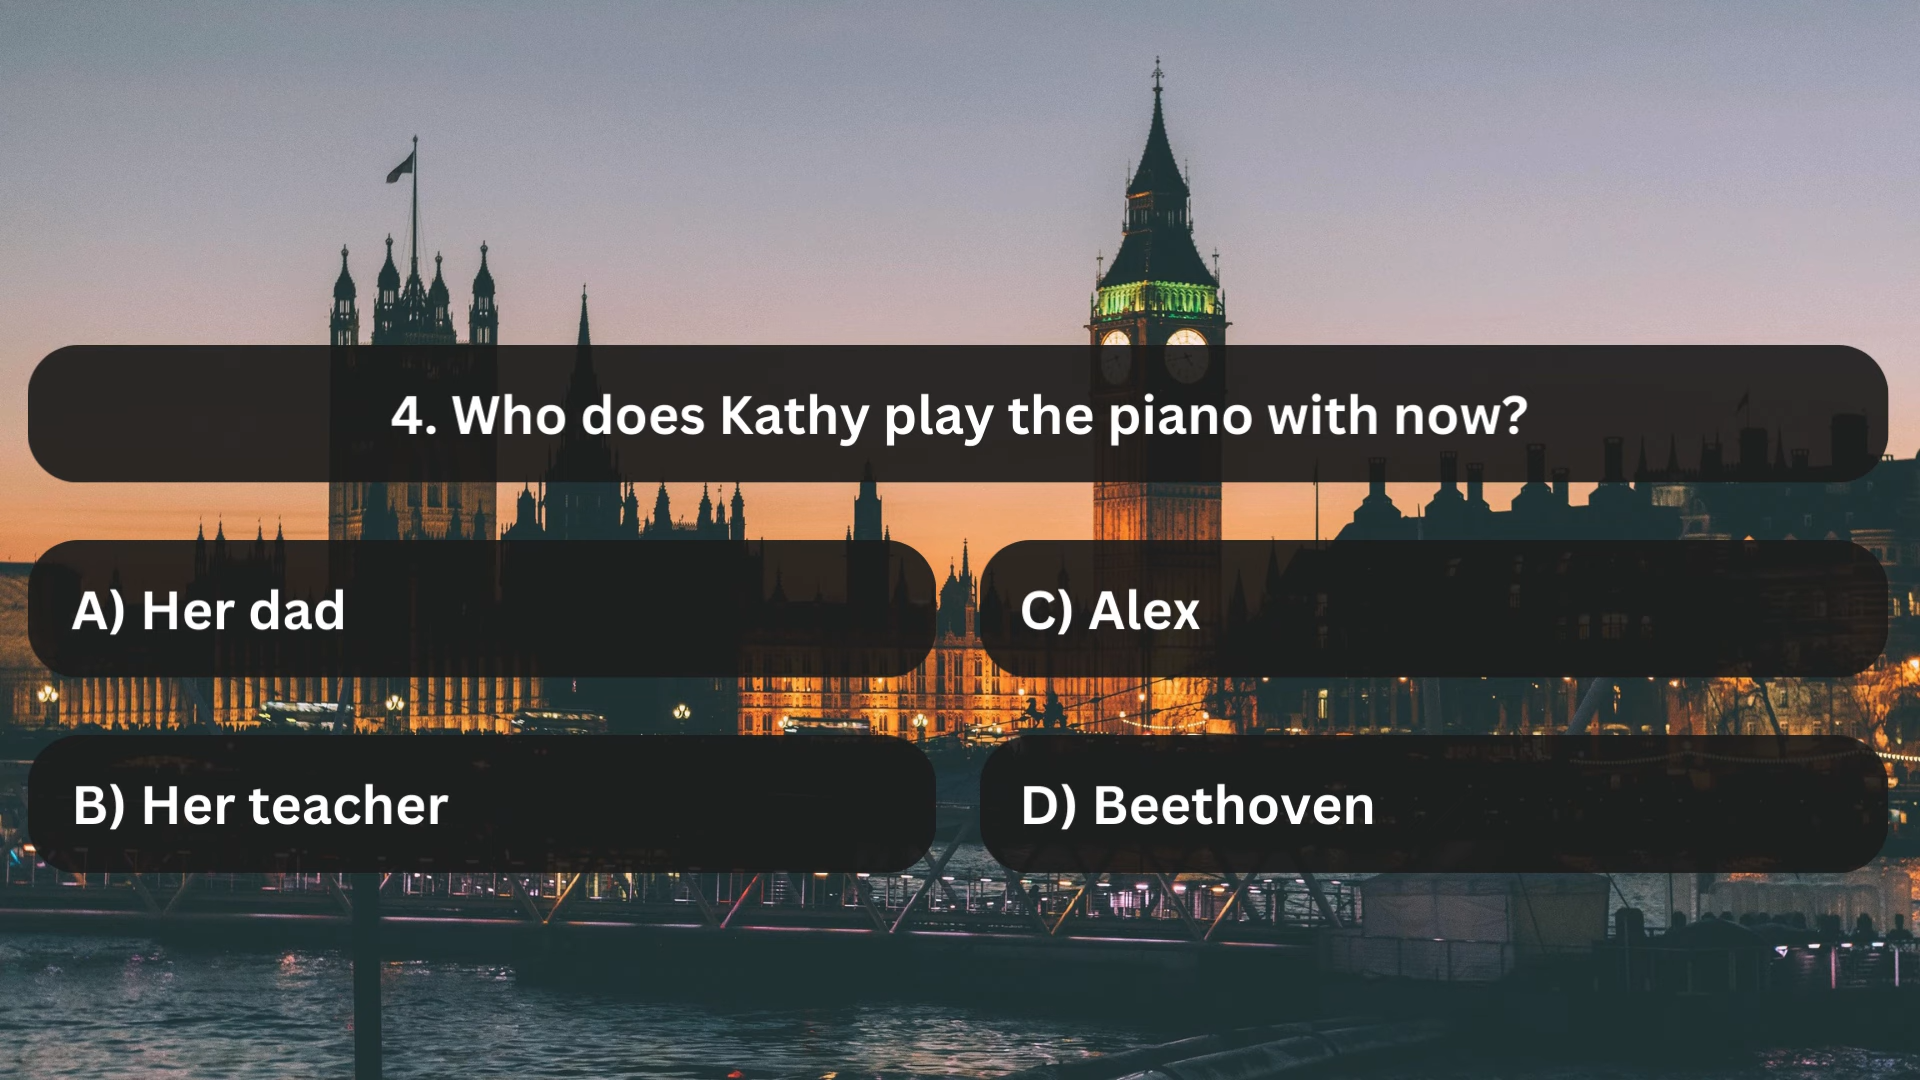 4. Who does Kathy play the piano with now?
A) Her dad
B) Her teacher
C) Alex
D) Beethoven